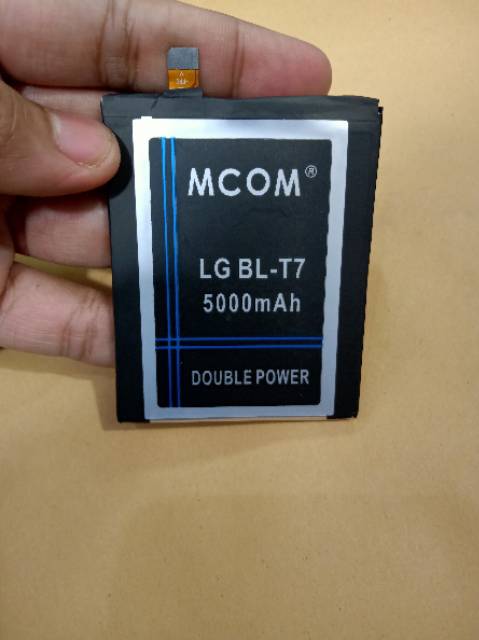 MCOM®
LG BL-T7
5000mAh
DOUBLE POWER